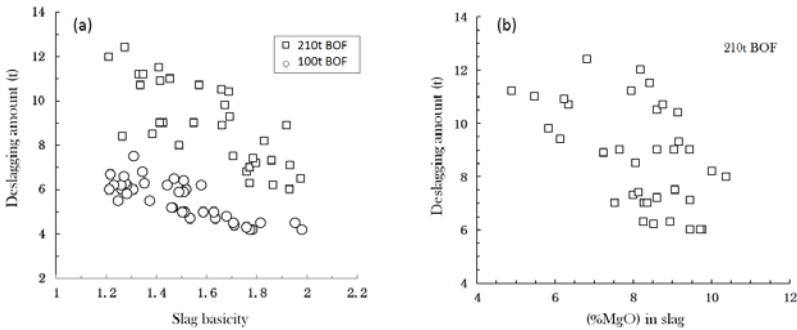 (a)
14
12
10
8
6
4
2
Deslagging amount (t)
210t BOF
100t BOF
1 1.2 1.4 1.6 1.8 2 2.2
Slag basicity
(b)
14
12
10
8
6
4
Deslagging amount (t)
210t BOF
4 6 8 10 12
(%MgO) in slag